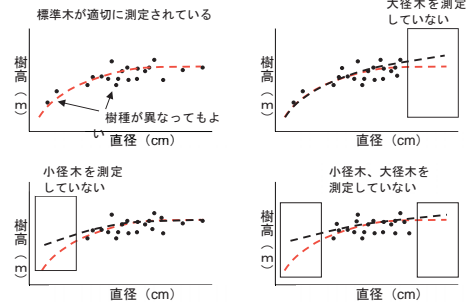 標準木が適切に測定されている
樹高（m）
樹種が異なってもよ
い
直径（cm）
大径木を測定
していない
樹高（m）
直径（cm）
小径木を測定
していない
樹高（m）
直径（cm）
小径木、大径木を
測定していない
樹高（m）
直径（cm）